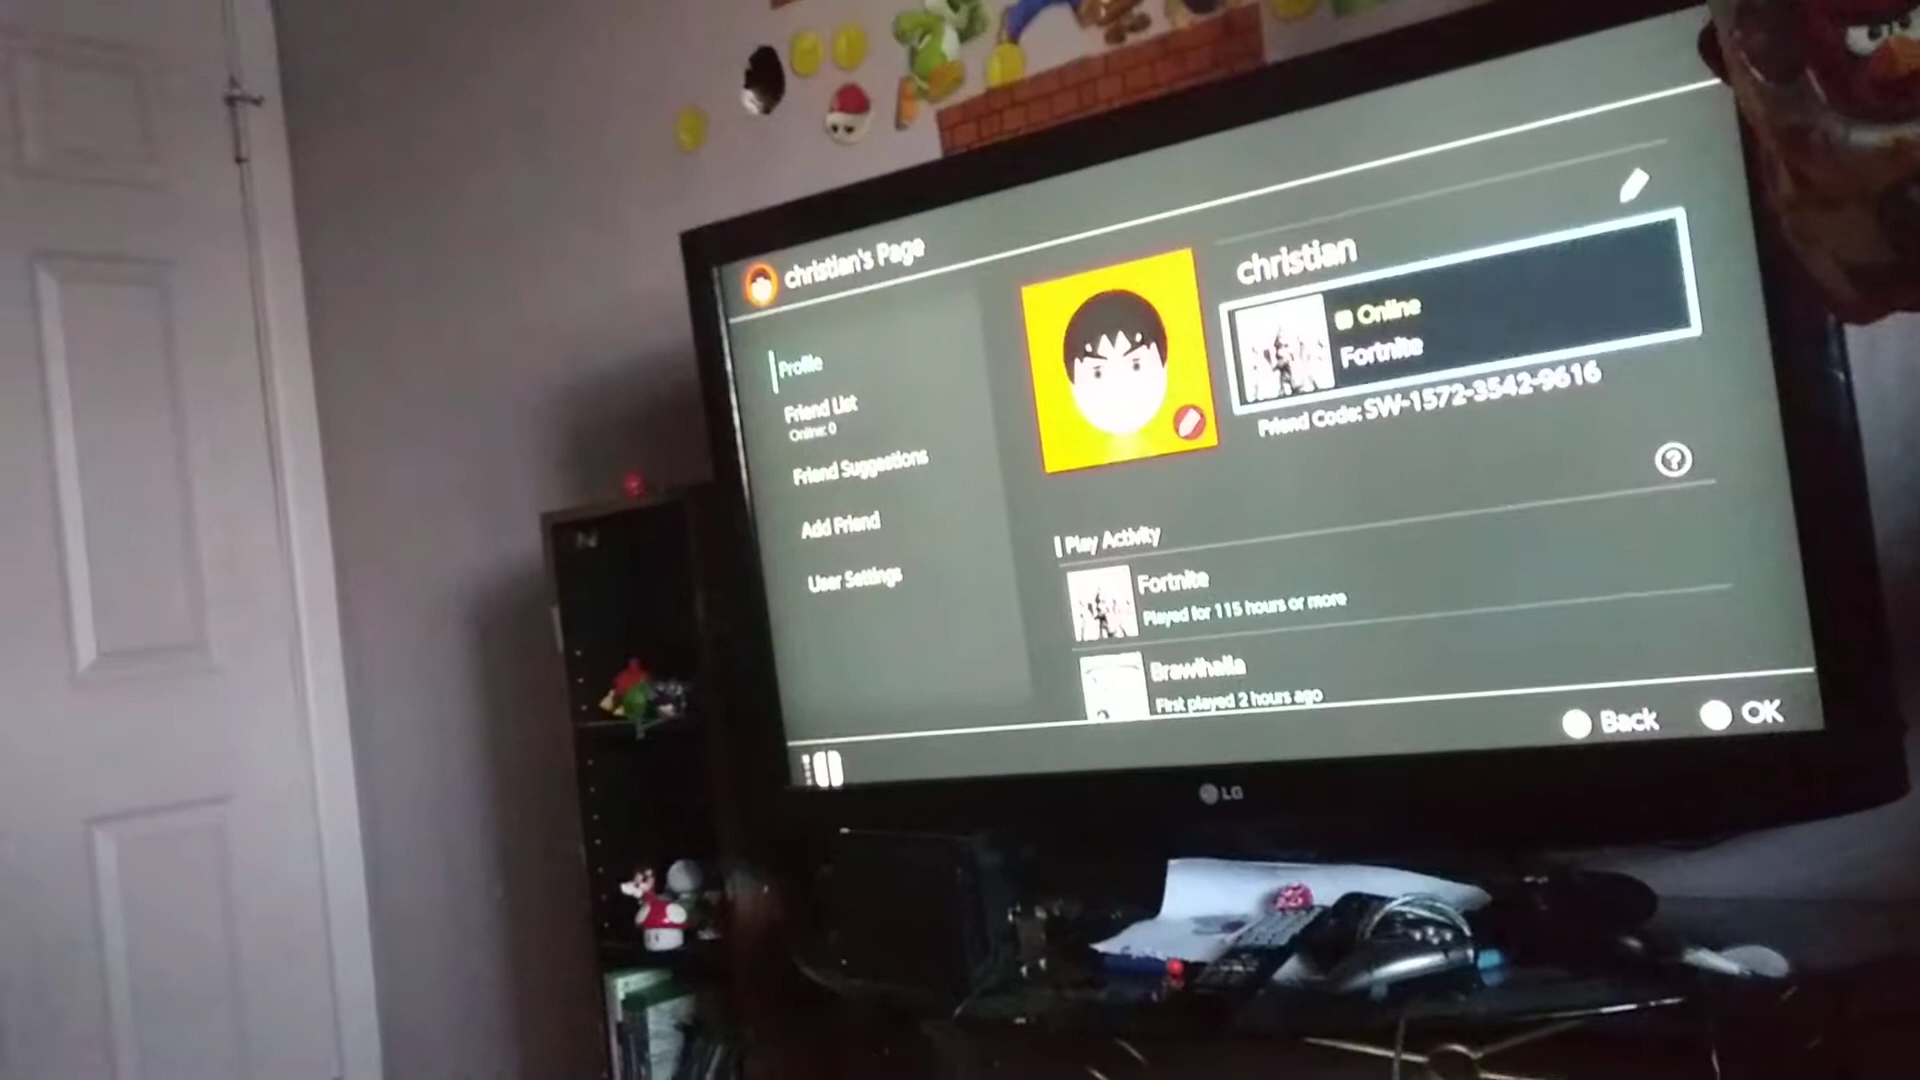 christian's Page
Profile
Friend List
Online: 0
Friend Suggestions
Add Friend
User Settings
christian
Online
Fortnite
Friend Code: SW-1572-3542-9616
?
Play Activity
Fortnite
Played for 115 hours or more
Brawlhalla
First played 2 hours ago
Back
OK
LG